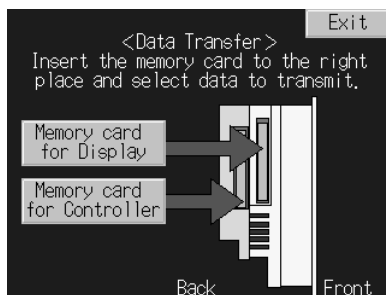 Exit
<Data Transfer>
Insert the memory card to the right
place and select data to transmit.
Memory card
for Display
Memory card
for Controller
Back
Front